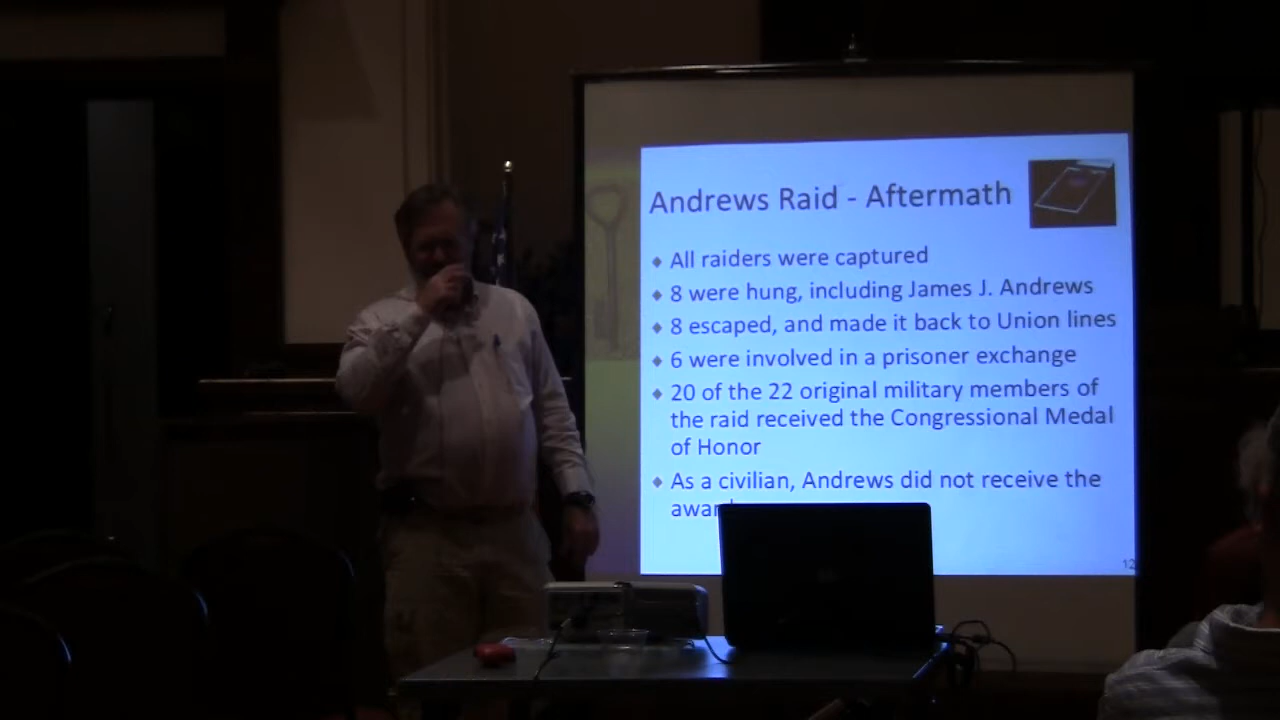 Andrews Raid - Aftermath
♦ All raiders were captured
♦ 8 were hung, including James J. Andrews
♦ 8 escaped, and made it back to Union lines
♦ 6 were involved in a prisoner exchange
♦ 20 of the 22 original military members of
the raid received the Congressional Medal
of Honor
♦ As a civilian, Andrews did not receive the
12